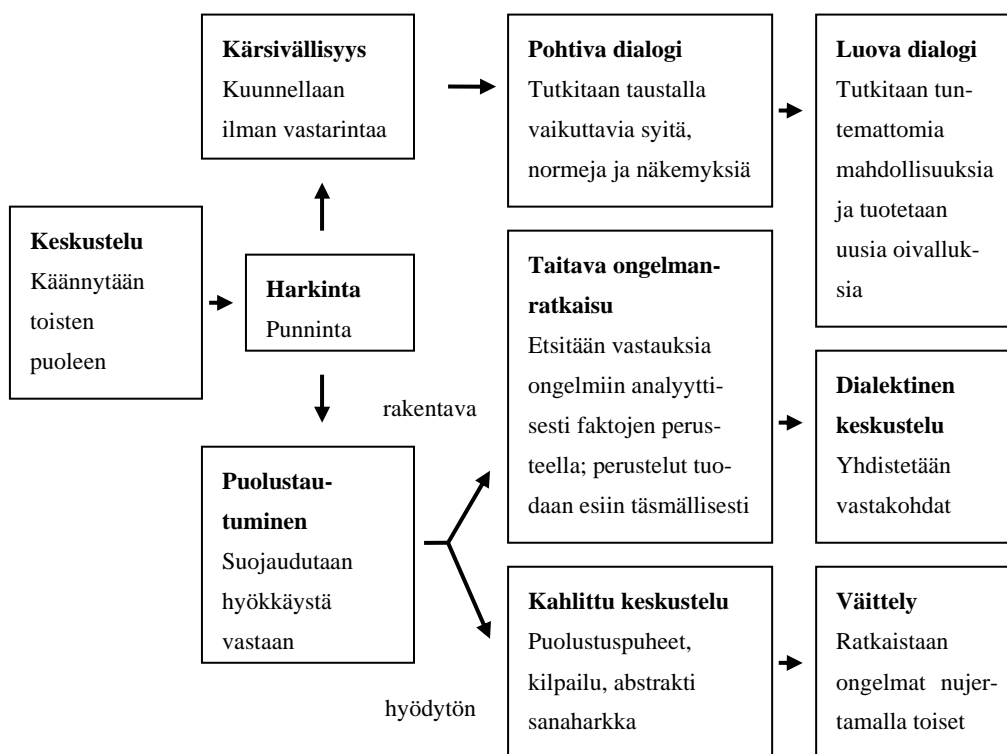 Kärsivällisyys
Kuunnellaan
ilman vastarintaa
Pohtiva dialogi
Tutkitaan taustalla
vaikuttavia syitä,
normeja ja näkemyksiä
Luova dialogi
Tutkitaan tun-
temattomia
mahdollisuuksia
ja tuotetaan
uusia oivalluk-
sia
Keskustelu
Käännytään
toisten
puoleen
Harkinta
Punninta
Taitava ongelman-
ratkaisu
Etsitään vastauksia
ongelmiin analyytti-
sesti faktojen perus-
teella; perustelut tuo-
daan esiin täsmällisesti
Dialektinen
keskustelu
Yhdistetään
vastakohdat
rakentava
Puolustau-
tuminen
Suojaudutaan
hyökkäystä
vastaan
hyödytön
Kahlittu keskustelu
Puolustuspuheet,
kilpailu, abstrakti
sanaharkka
Väittely
Ratkaistaan
ongelmat nujer-
tamalla toiset